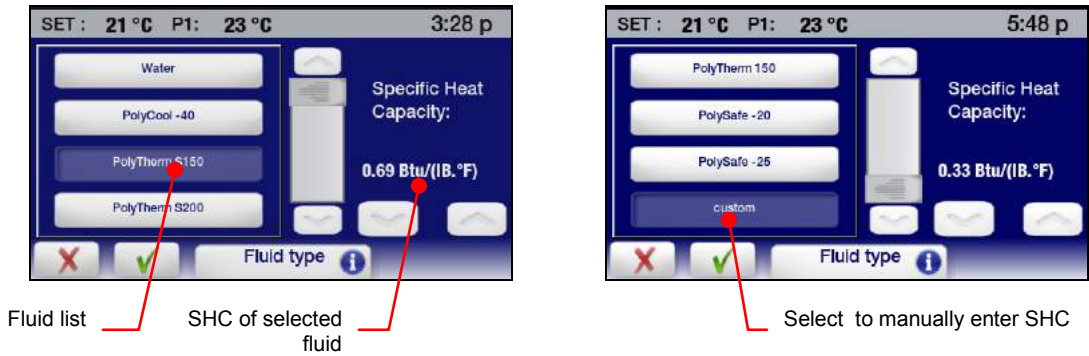 SET : 21 °C P1: 23 °C 3:28 p
Water
PolyCool -40
PolyTherm S150
PolyTherm S200
Specific Heat
Capacity:
0.69 Btu/(IB.°F)
Fluid type
Fluid list
SHC of selected
fluid
SET : 21 °C P1: 23 °C 5:48 p
PolyTherm 150
PolySafe -20
PolySafe -25
custom
Specific Heat
Capacity:
0.33 Btu/(IB.°F)
Fluid type
Select to manually enter SHC